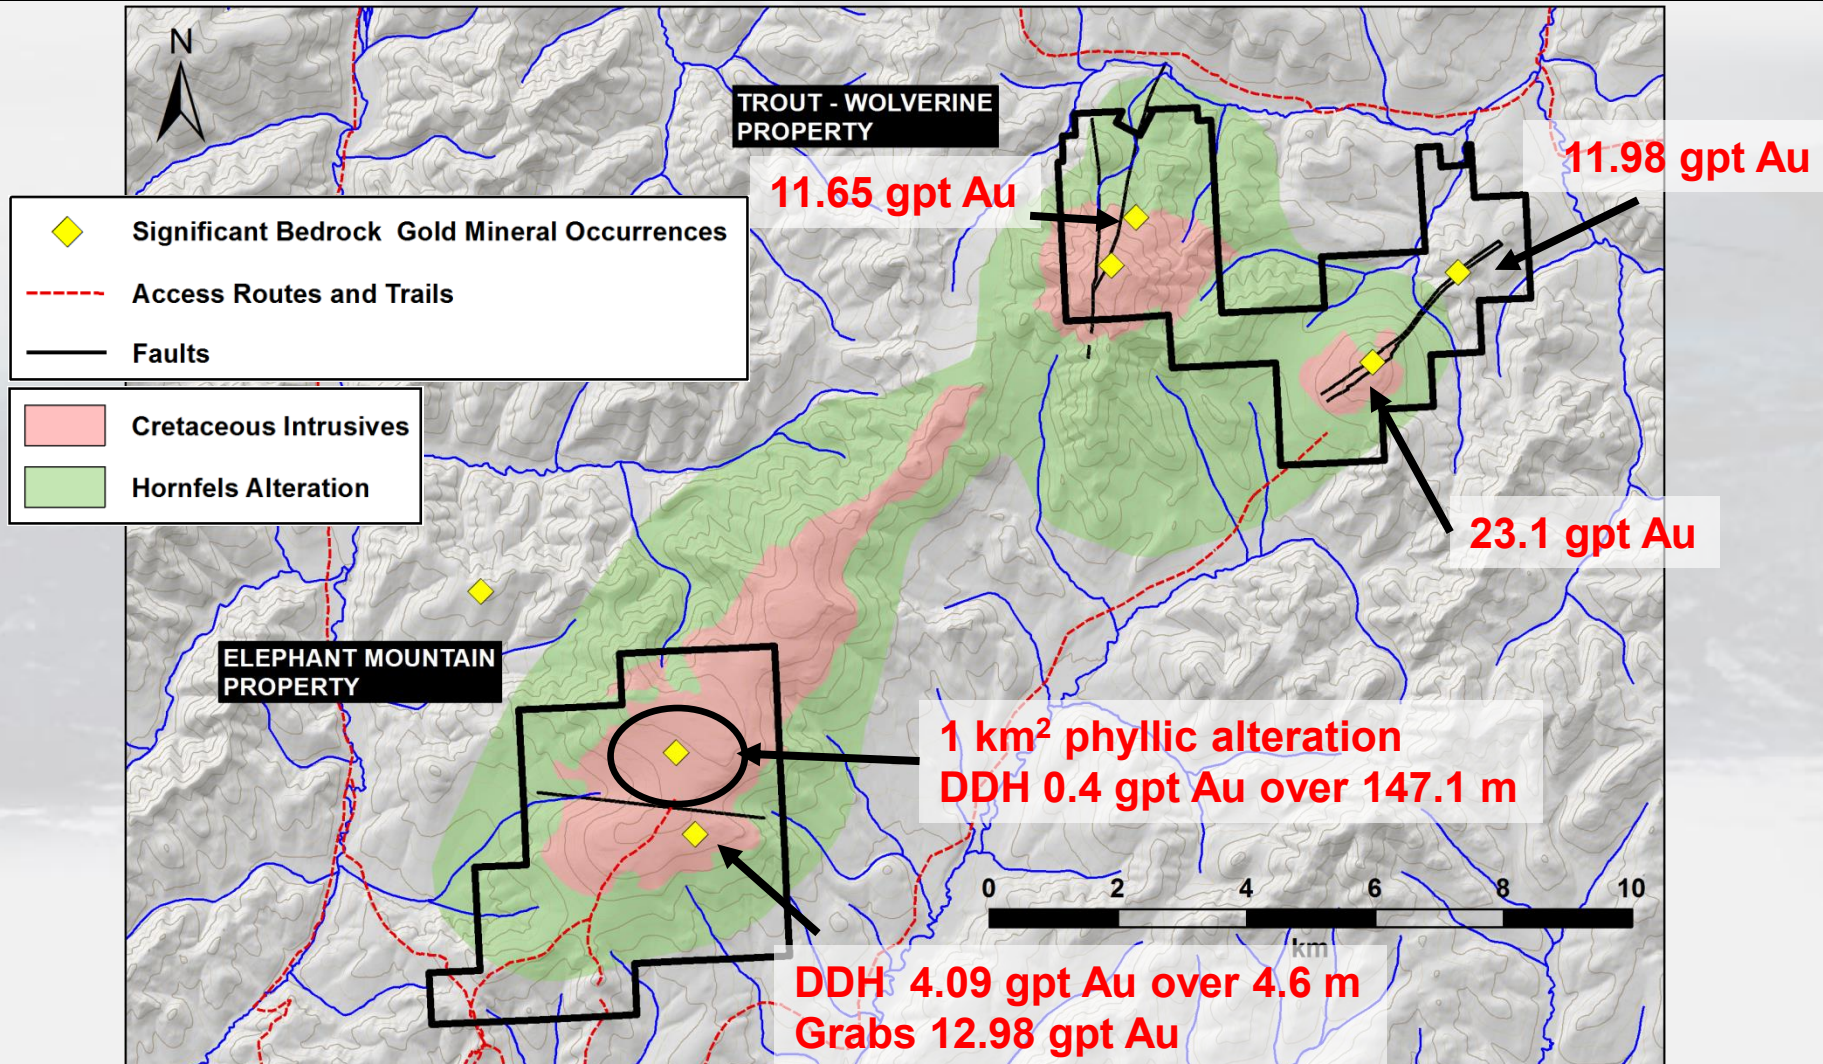 N
TROUT - WOLVERINE
PROPERTY
11.98 gpt Au
11.65 gpt Au
Significant Bedrock Gold Mineral Occurrences
Access Routes and Trails
Faults
Cretaceous Intrusives
Hornfels Alteration
23.1 gpt Au
ELEPHANT MOUNTAIN
PROPERTY
1 km² phyllic alteration
DDH 0.4 gpt Au over 147.1 m
0 2 4 6 8 10
km
DDH 4.09 gpt Au over 4.6 m
Grabs 12.98 gpt Au